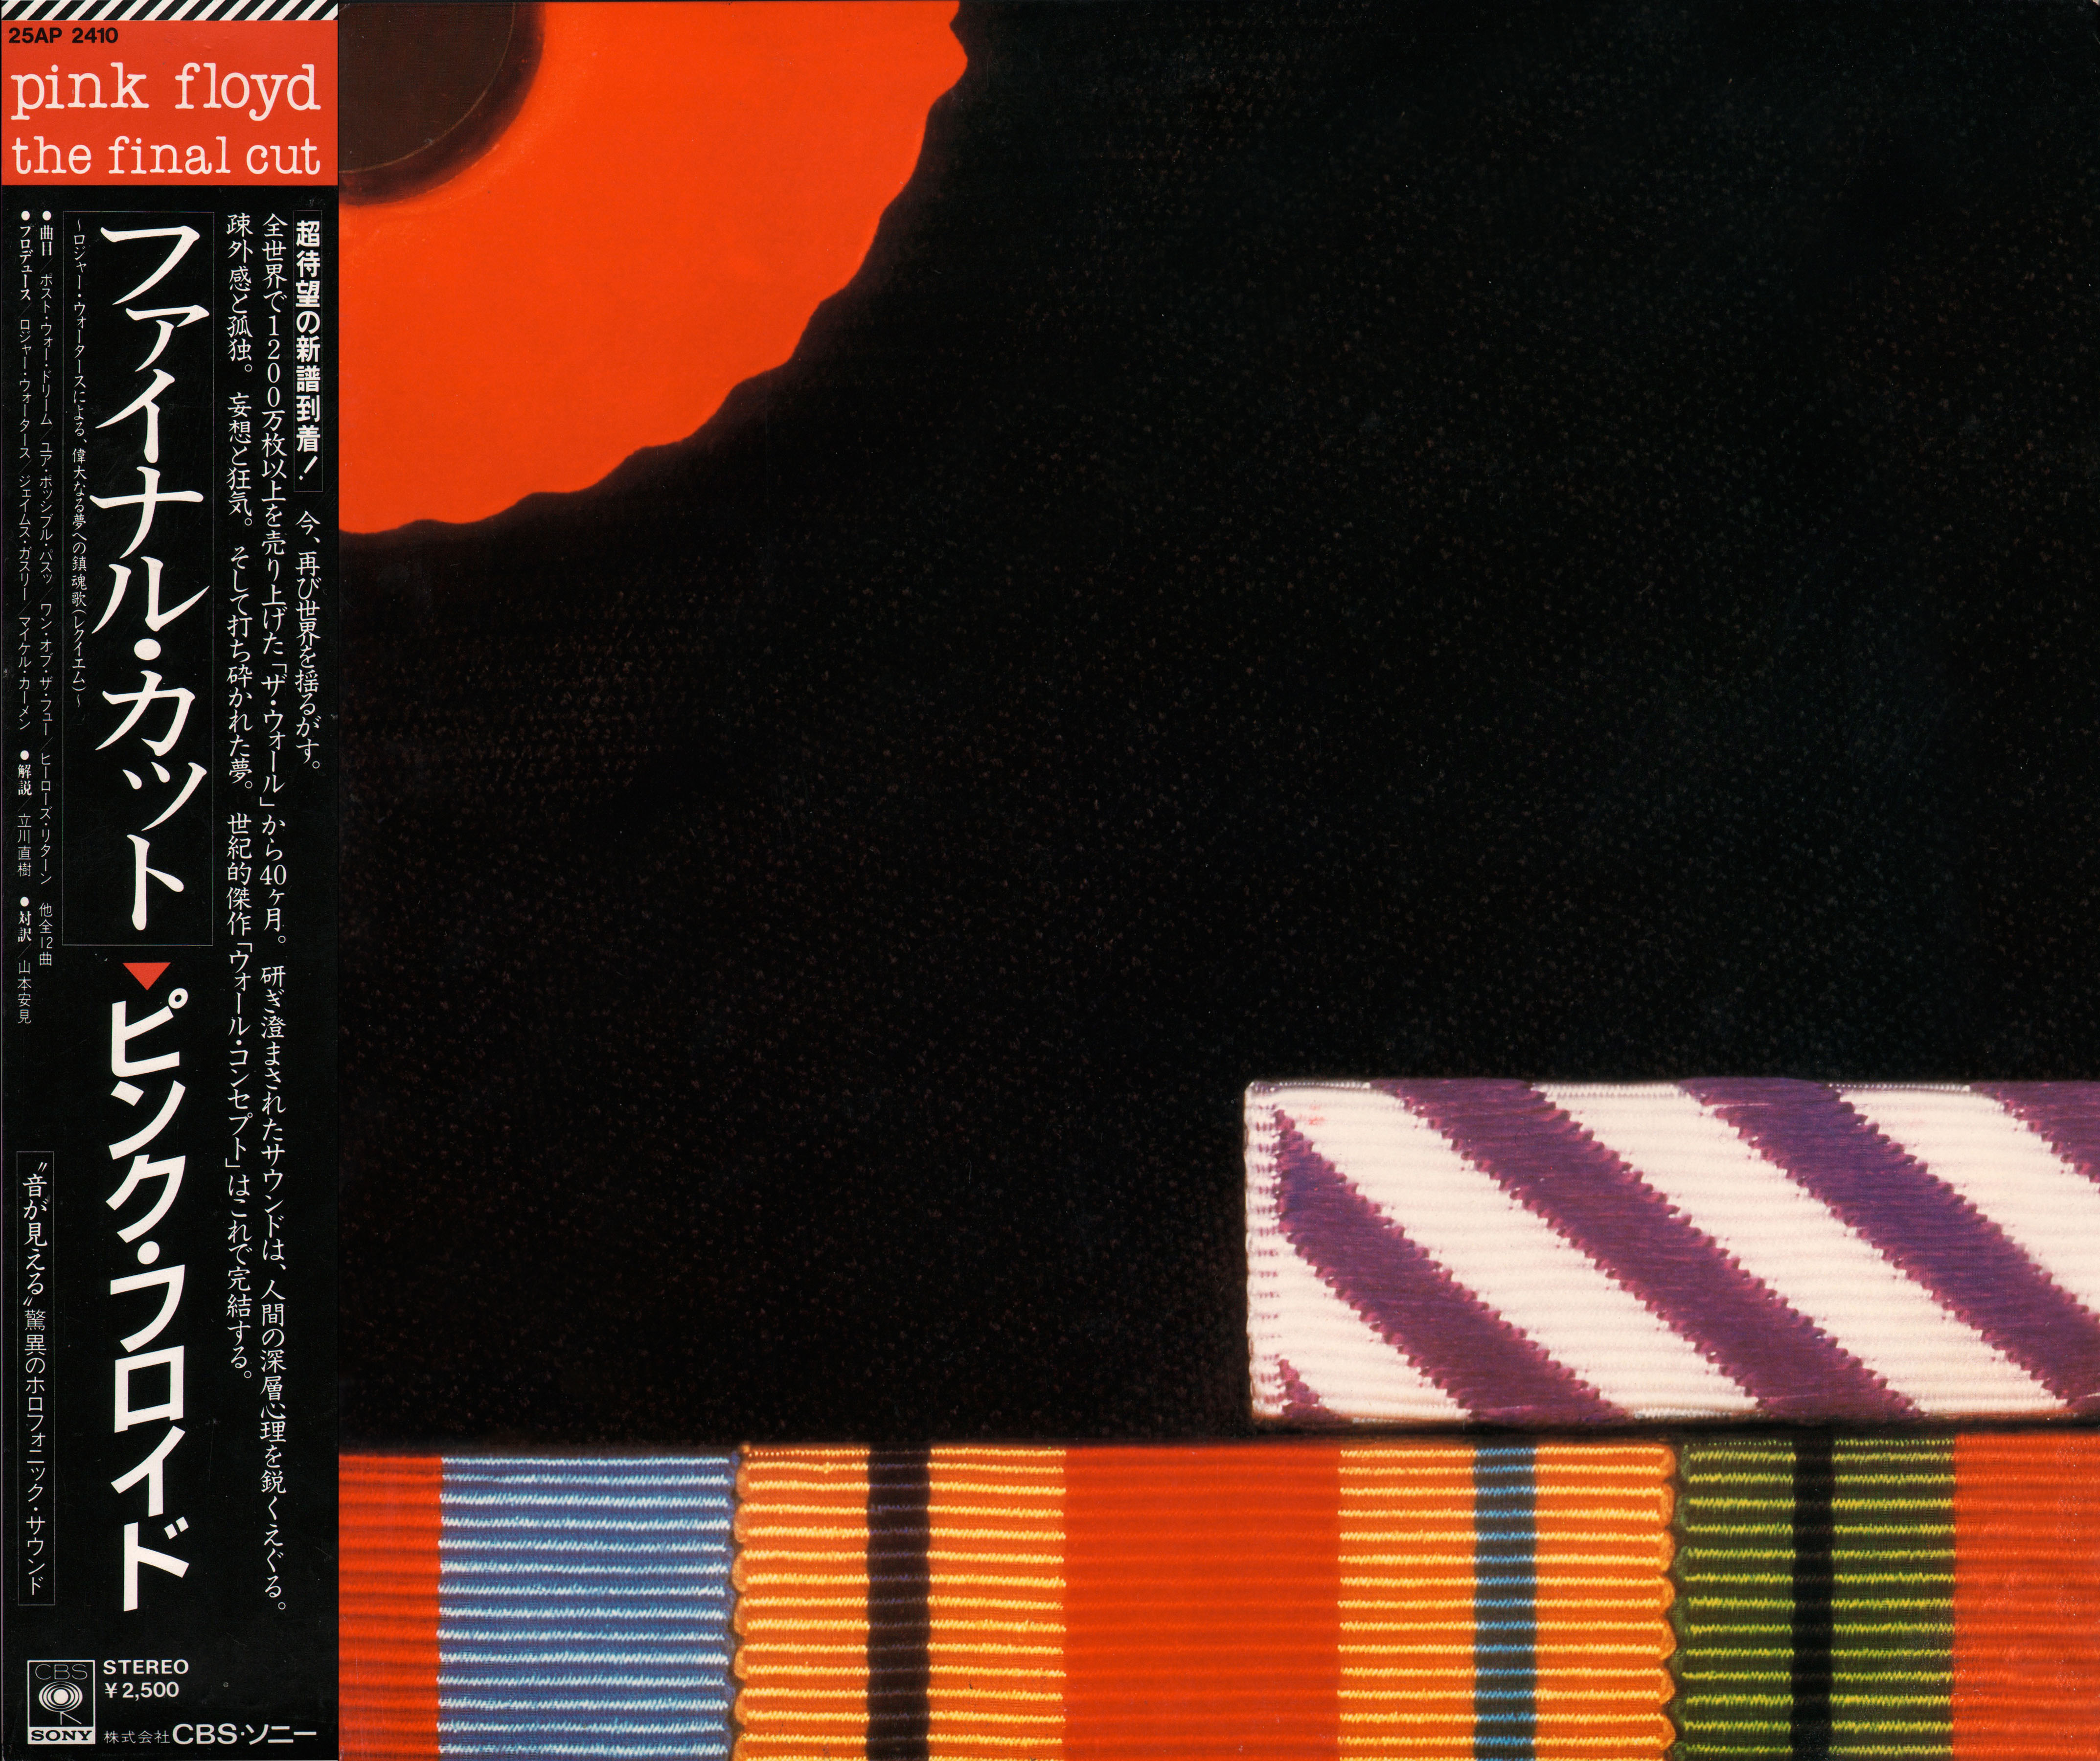 25AP 2410
pink floyd
the final cut
超待望の新譜到着! 今、再び世界を揺るがす。
全世界で1200万枚以上を売り上げた「ザ・ウォール」から40ヶ月。研ぎ澄まされたサウンドは、人間の深層心理を鋭くえぐる。
疎外感と孤独。妄想と狂気。そして打ち砕かれた夢。世紀的傑作「ウォール・コンセプト」はこれで完結する。
ファイナル・カット
▼ピンク・フロイド
~ロジャー・ウォータースによる、偉大なる夢への鎮魂歌(レクイエム)~
●曲目/ポスト・ウォー・ドリーム/ユア・ポッシブル・パスッ/ワン・オブ・ザ・フュー/ヒーローズ・リターン 他全12曲
●プロデュース/ロジャー・ウォータース/ジェイムス・ガスリー/マイケル・カーメン ●解説/立川直樹 ●対訳/山本安見
"音が見える"驚異のホロフォニック・サウンド
CBS
SONY
STEREO
¥2,500
株式会社CBS・ソニー